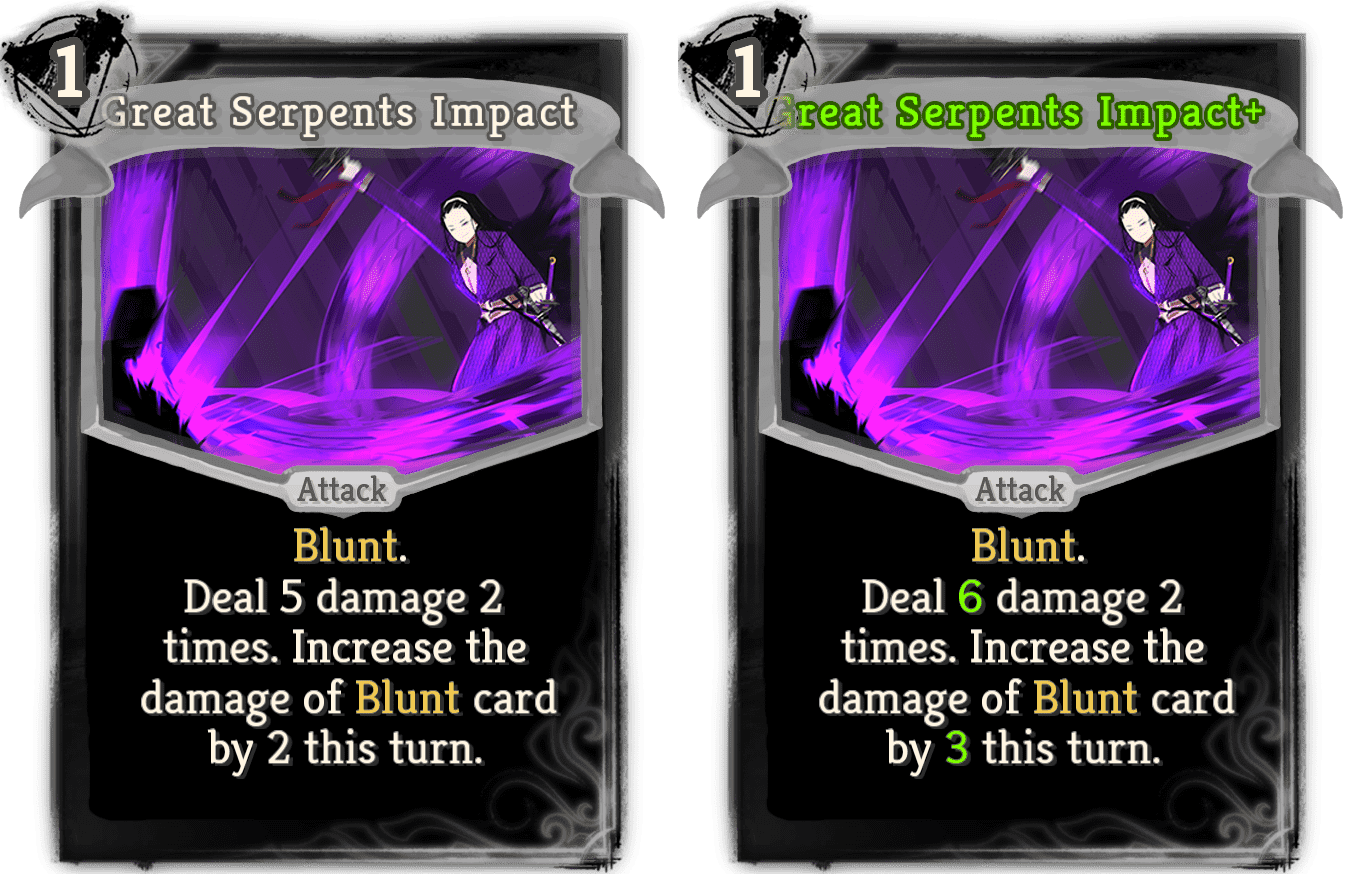 1
Great Serpents Impact
Attack
Blunt.
Deal 5 damage 2
times. Increase the
damage of Blunt card
by 2 this turn.
1
Great Serpents Impact+
Attack
Blunt.
Deal 6 damage 2
times. Increase the
damage of Blunt card
by 3 this turn.